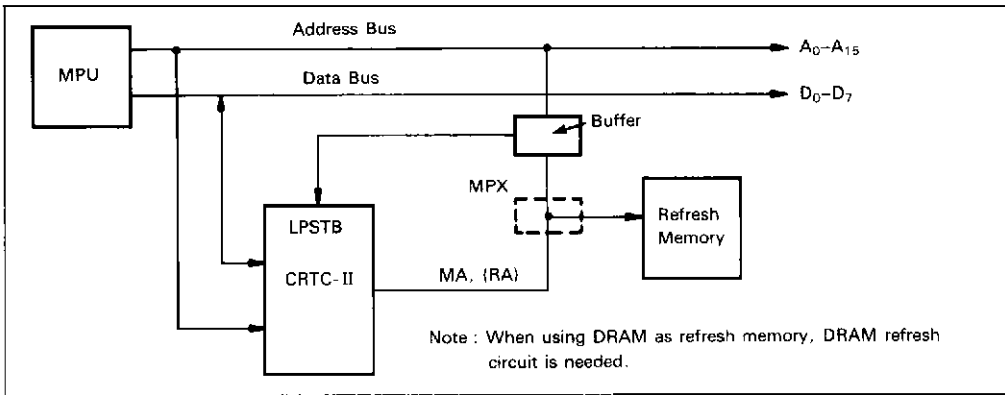 Address Bus
A₀–A₁₅
MPU
Data Bus
D₀–D₇
Buffer
MPX
LPSTB
Refresh
Memory
CRTC-II
MA, (RA)
Note : When using DRAM as refresh memory, DRAM refresh
circuit is needed.